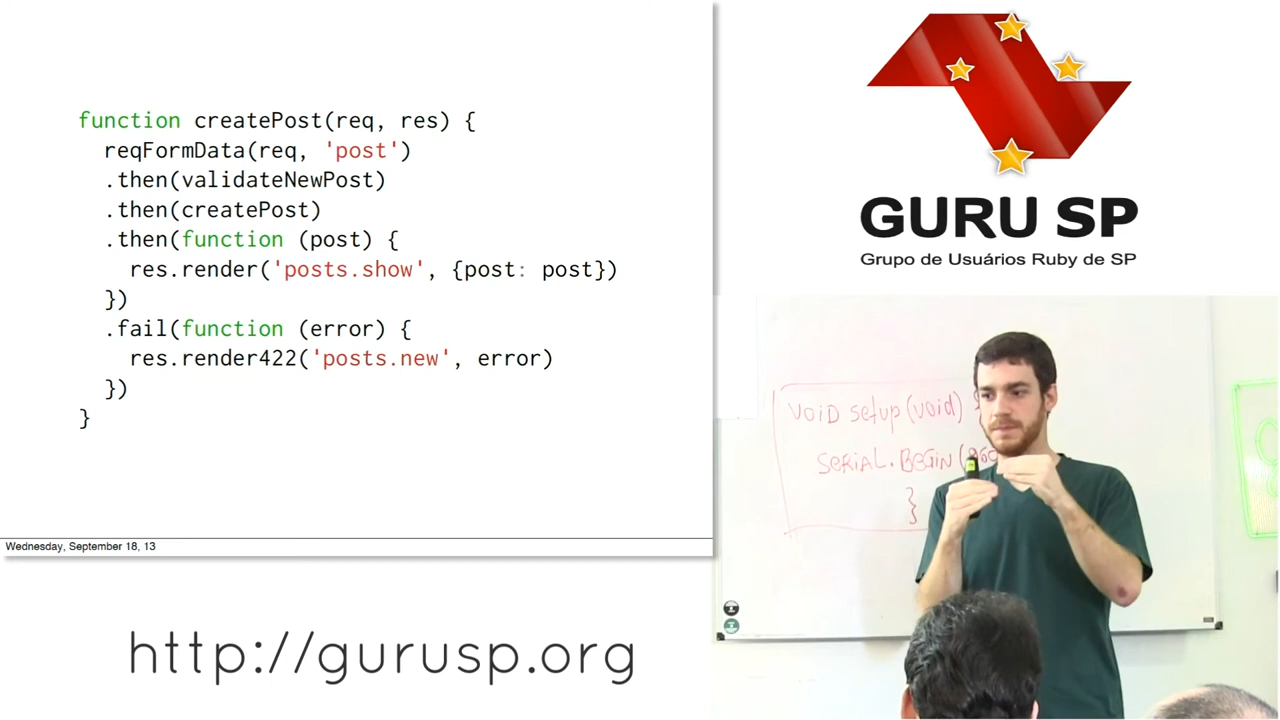 function createPost(req, res) {
  reqFormData(req, 'post')
  .then(validateNewPost)
  .then(createPost)
  .then(function (post) {
    res.render('posts.show', {post: post})
  })
  .fail(function (error) {
    res.render422('posts.new', error)
  })
}
Wednesday, September 18, 13
http://gurusp.org
GURU SP
Grupo de Usuários Ruby de SP
VOID setup (void) {
SERIAL.BEGIN (960
}